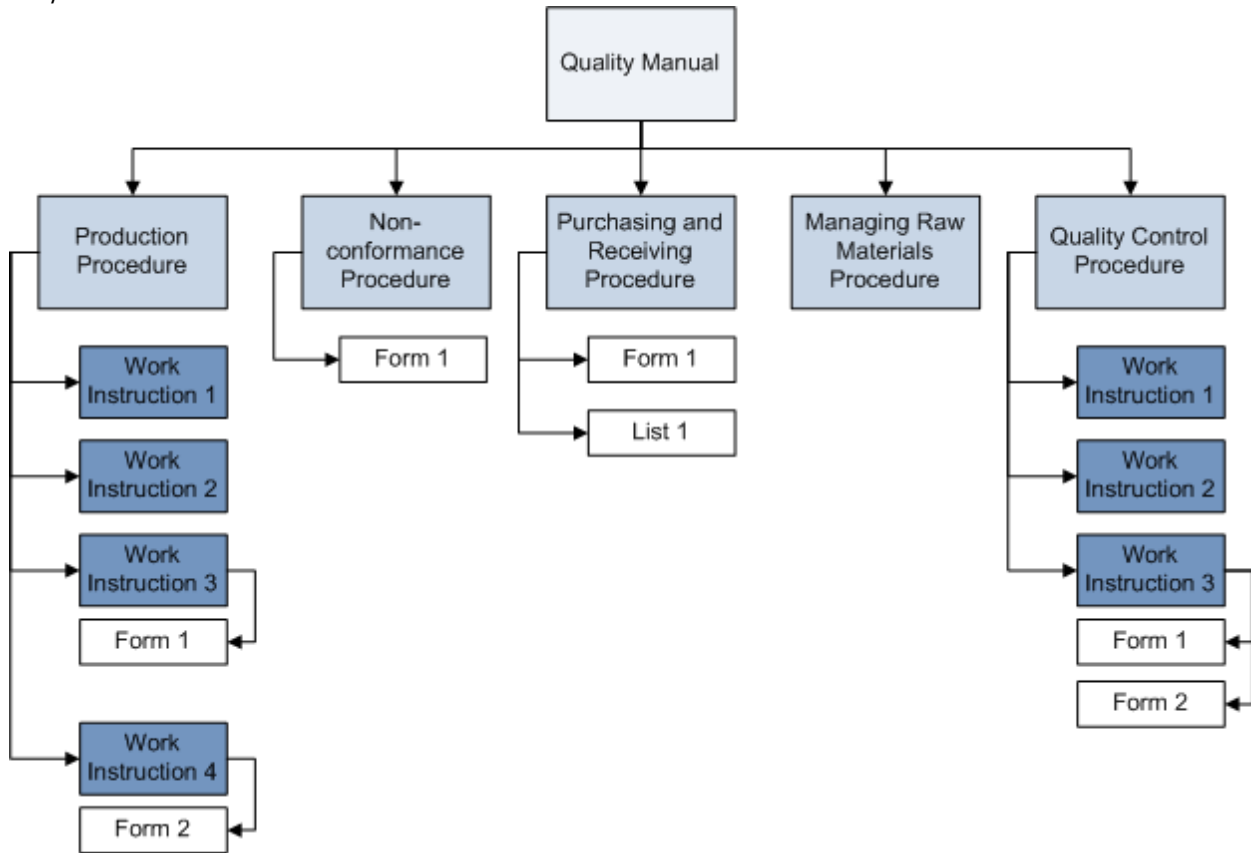 Quality Manual
Production
Procedure
Non-
conformance
Procedure
Purchasing and
Receiving
Procedure
Managing Raw
Materials
Procedure
Quality Control
Procedure
Work
Instruction 1
Work
Instruction 2
Work
Instruction 3
Form 1
Work
Instruction 4
Form 2
Form 1
Form 1
List 1
Work
Instruction 1
Work
Instruction 2
Work
Instruction 3
Form 1
Form 2